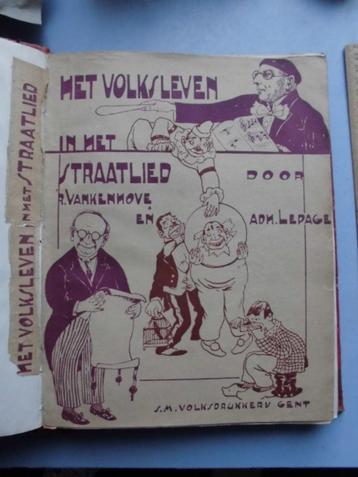 HET VOLKSLEVEN IN HET STRAATLIED
HET VOLKSLEVEN
IN HET
STRAATLIED
DOOR
R. VANKENHOVE
EN
ADH. LEPAGE
S.M. VOLKSDRUKKERIJ GENT